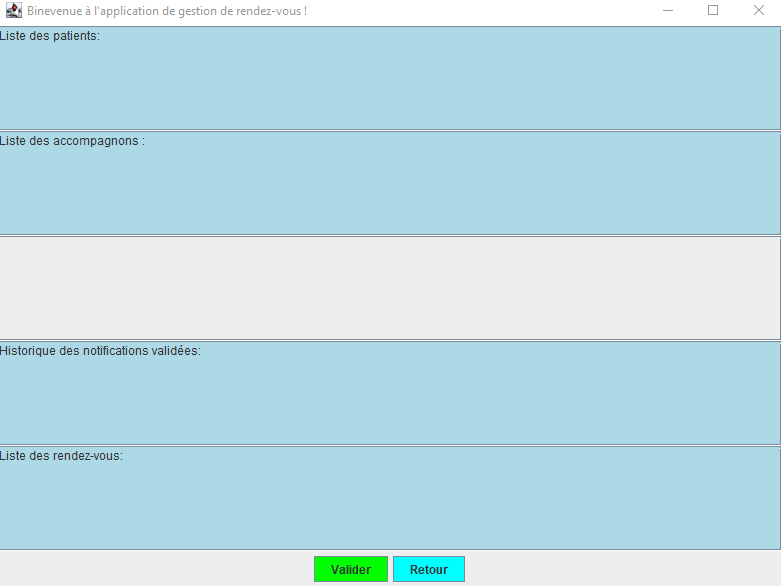 Binevenue à l'application de gestion de rendez-vous !
Liste des patients:
Liste des accompagnons :
Historique des notifications validées:
Liste des rendez-vous:
Valider
Retour